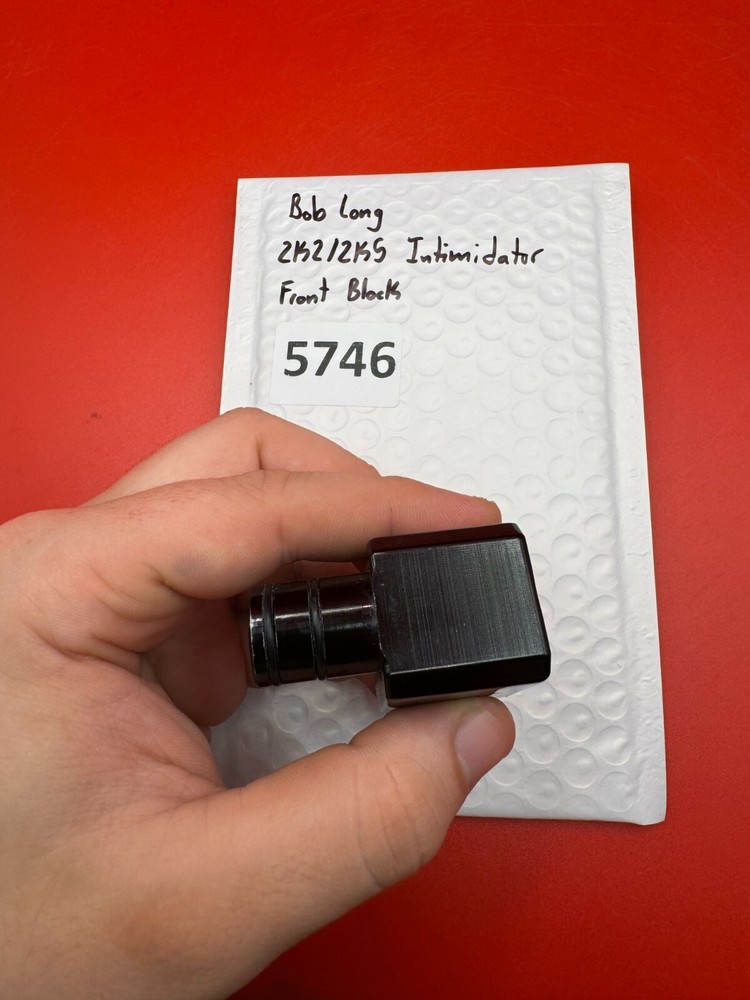 Bob Long
2K2/2K5 Intimidator
Front Block
5746